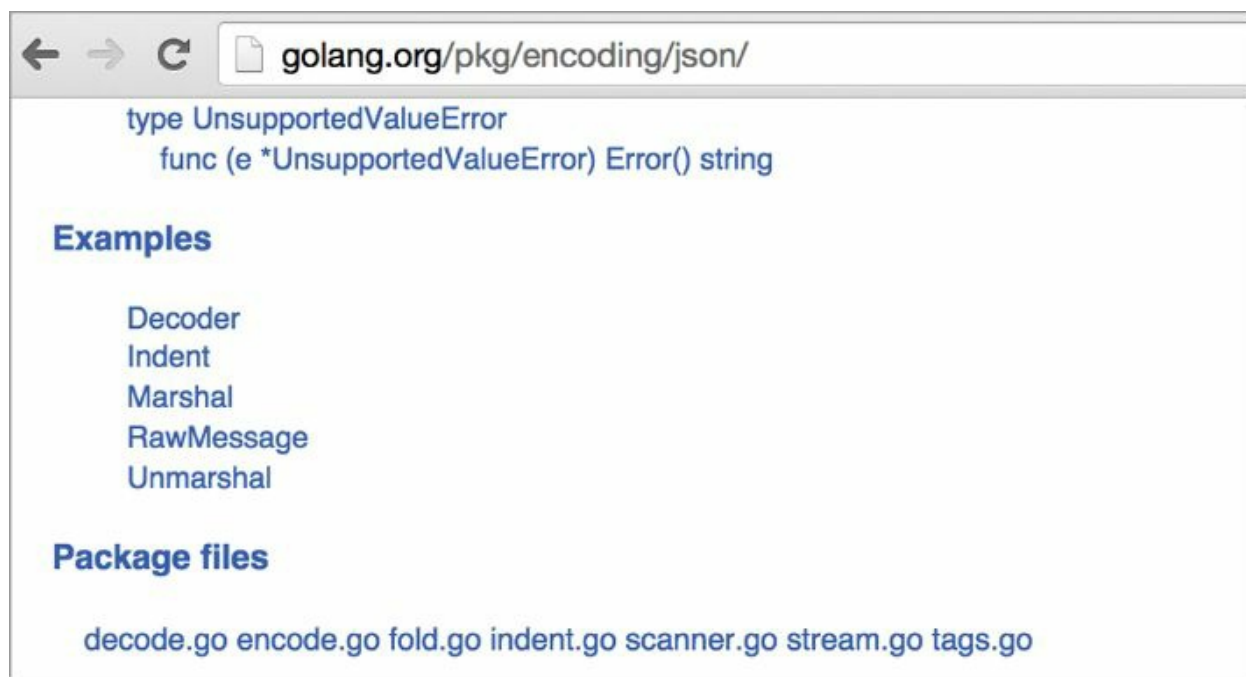 golang.org/pkg/encoding/json/
type UnsupportedValueError
func (e *UnsupportedValueError) Error() string
Examples
Decoder
Indent
Marshal
RawMessage
Unmarshal
Package files
decode.go encode.go fold.go indent.go scanner.go stream.go tags.go